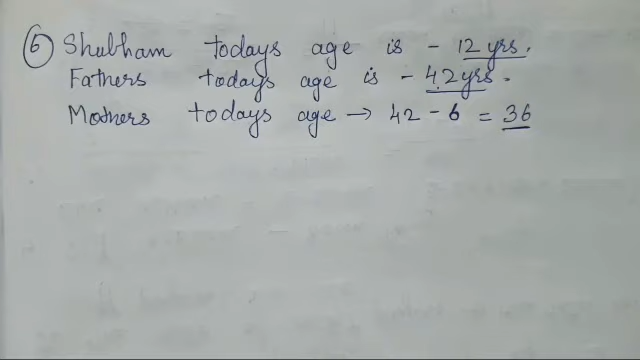 6 Shubham todays age is - 12 yrs.
Fathers todays age is - 42 yrs.
Mothers todays age → 42 - 6 = 36